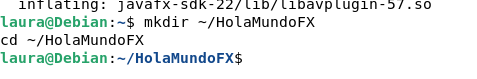 inflating: javafx-sdk-22/lib/libavplugin-57.so
laura@Debian:~$ mkdir ~/HolaMundoFX
cd ~/HolaMundoFX
laura@Debian:~/HolaMundoFX$